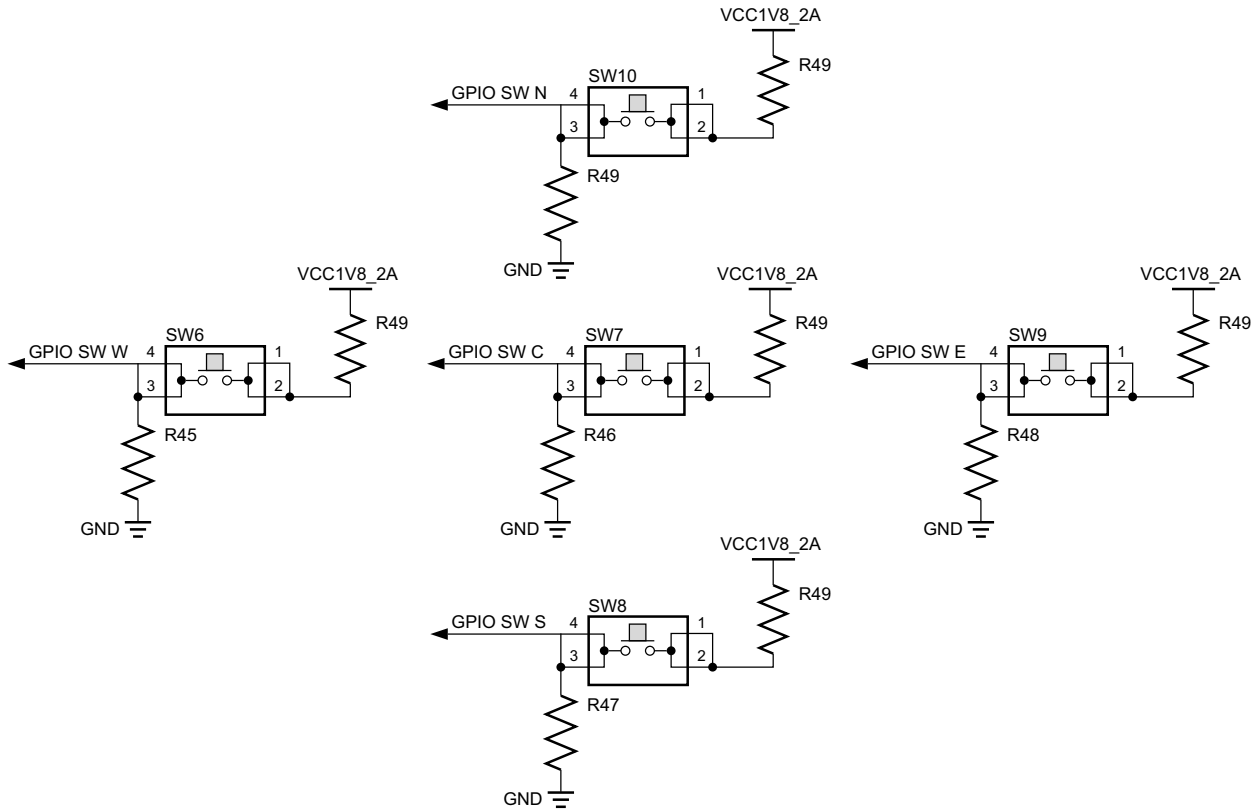 VCC1V8_2A
R49
SW10
GPIO SW N
4
1
3
2
R49
GND
VCC1V8_2A
R49
SW6
GPIO SW W
4
1
3
2
R45
GND
VCC1V8_2A
R49
SW7
GPIO SW C
4
1
3
2
R46
GND
VCC1V8_2A
R49
SW9
GPIO SW E
4
1
3
2
R48
GND
VCC1V8_2A
R49
SW8
GPIO SW S
4
1
3
2
R47
GND